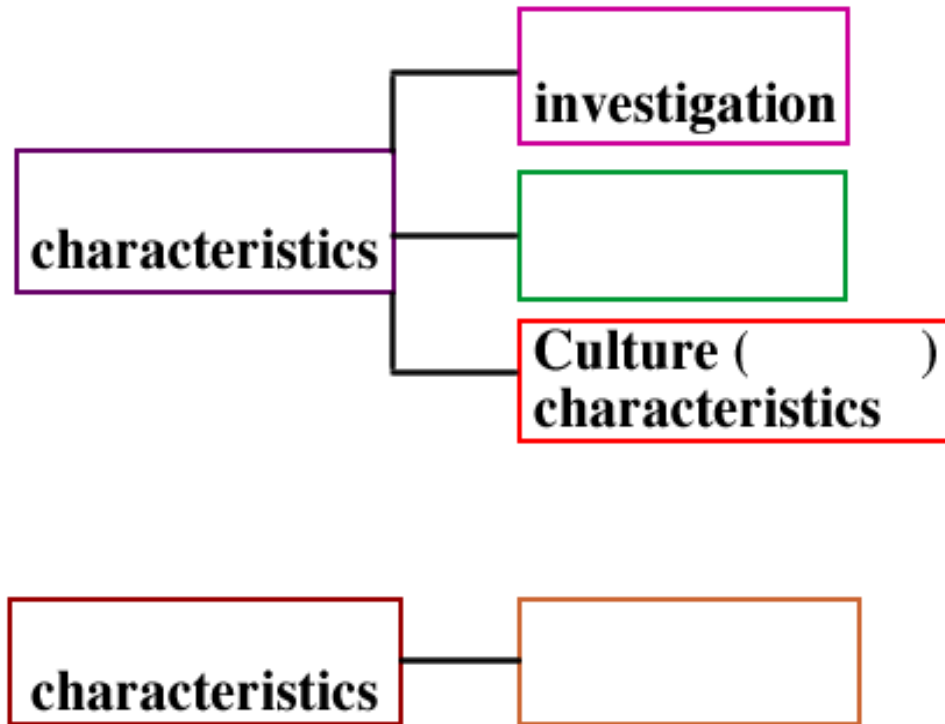 investigation
characteristics
Culture ( )
characteristics
characteristics